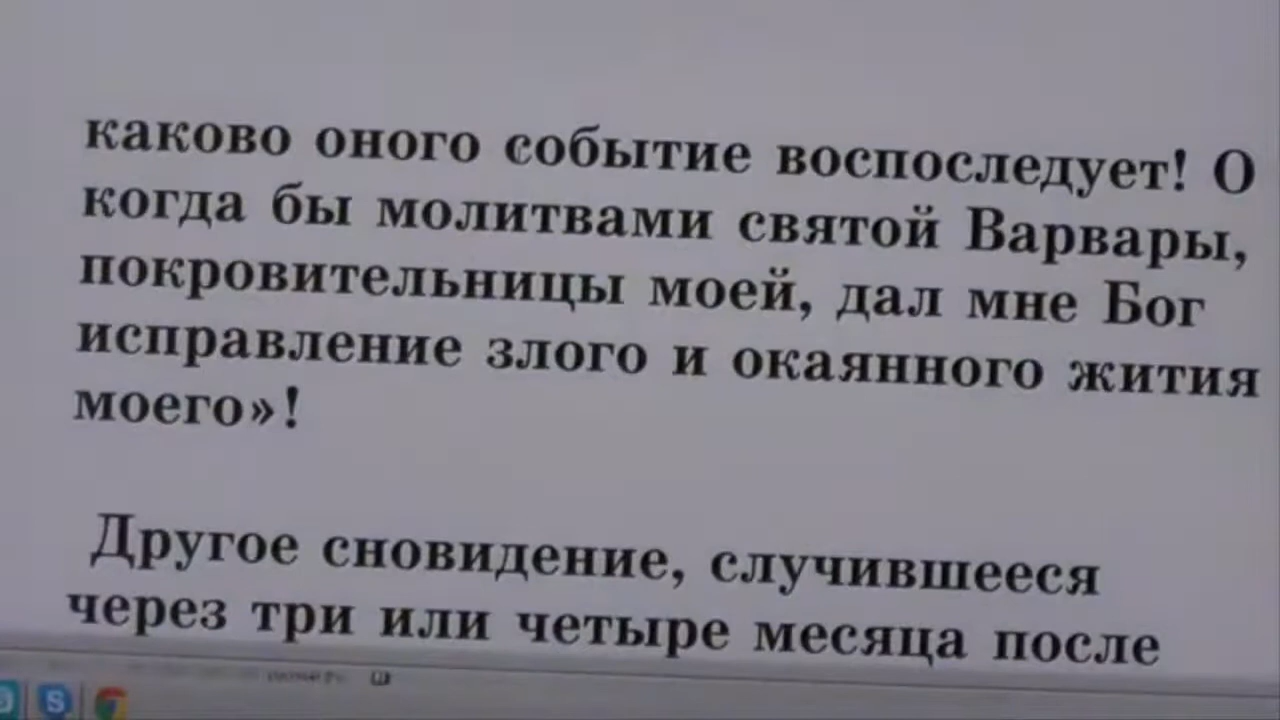 каково оного событие воспоследует! О
когда бы молитвами святой Варвары,
покровительницы моей, дал мне Бог
исправление злого и окаянного жития
моего»!
Другое сновидение, случившееся
через три или четыре месяца после